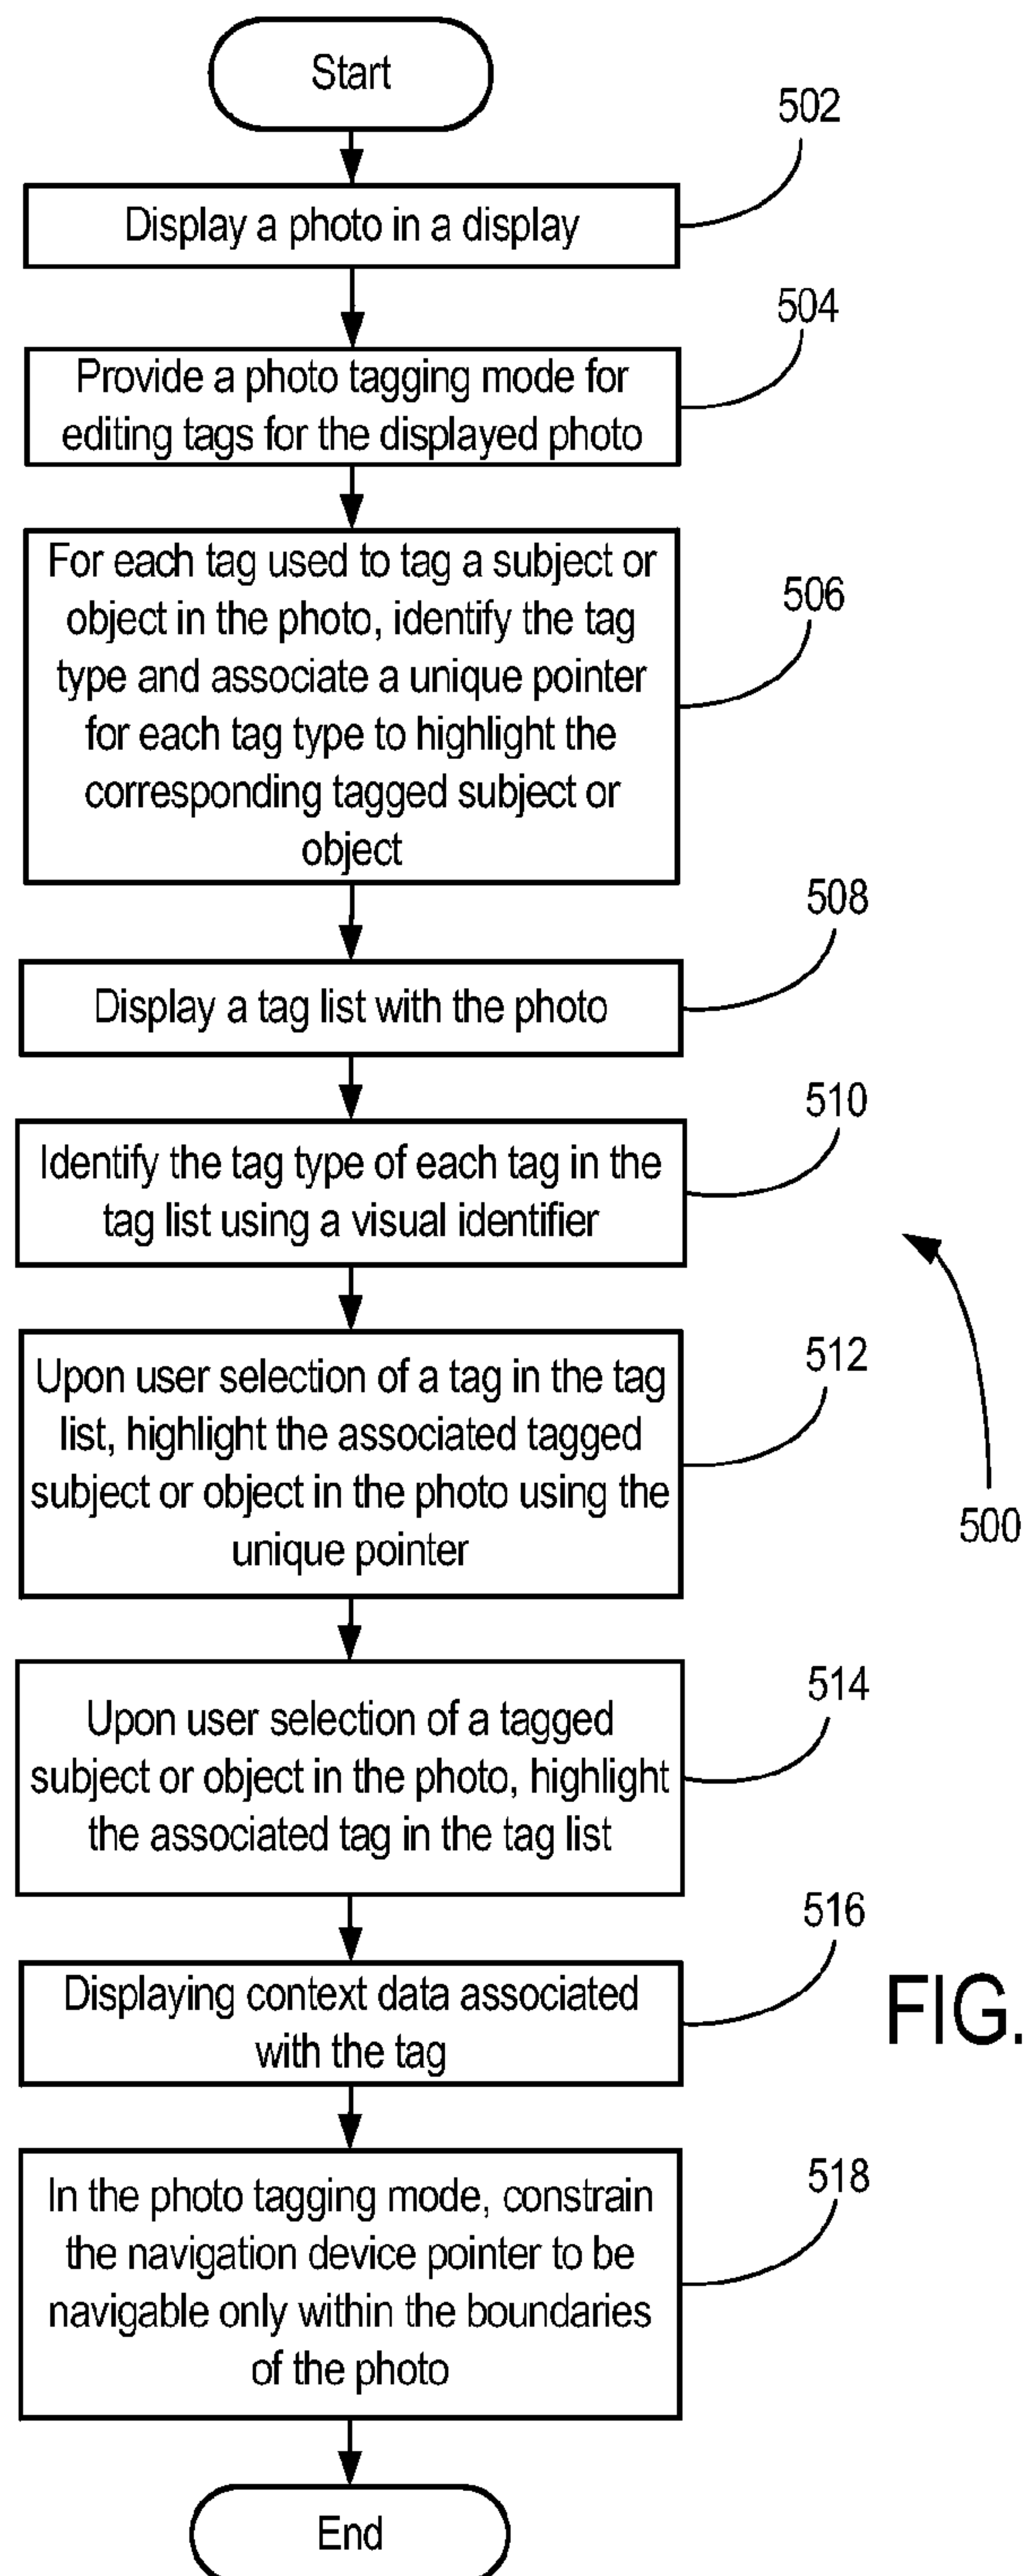 Start
502
Display a photo in a display
504
Provide a photo tagging mode for
editing tags for the displayed photo
For each tag used to tag a subject or
object in the photo, identify the tag
type and associate a unique pointer
for each tag type to highlight the
corresponding tagged subject or
object
506
508
Display a tag list with the photo
510
Identify the tag type of each tag in the
tag list using a visual identifier
512
Upon user selection of a tag in the tag
list, highlight the associated tagged
subject or object in the photo using the
unique pointer
500
514
Upon user selection of a tagged
subject or object in the photo, highlight
the associated tag in the tag list
516
Displaying context data associated
with the tag
FIG.
518
In the photo tagging mode, constrain
the navigation device pointer to be
navigable only within the boundaries
of the photo
End